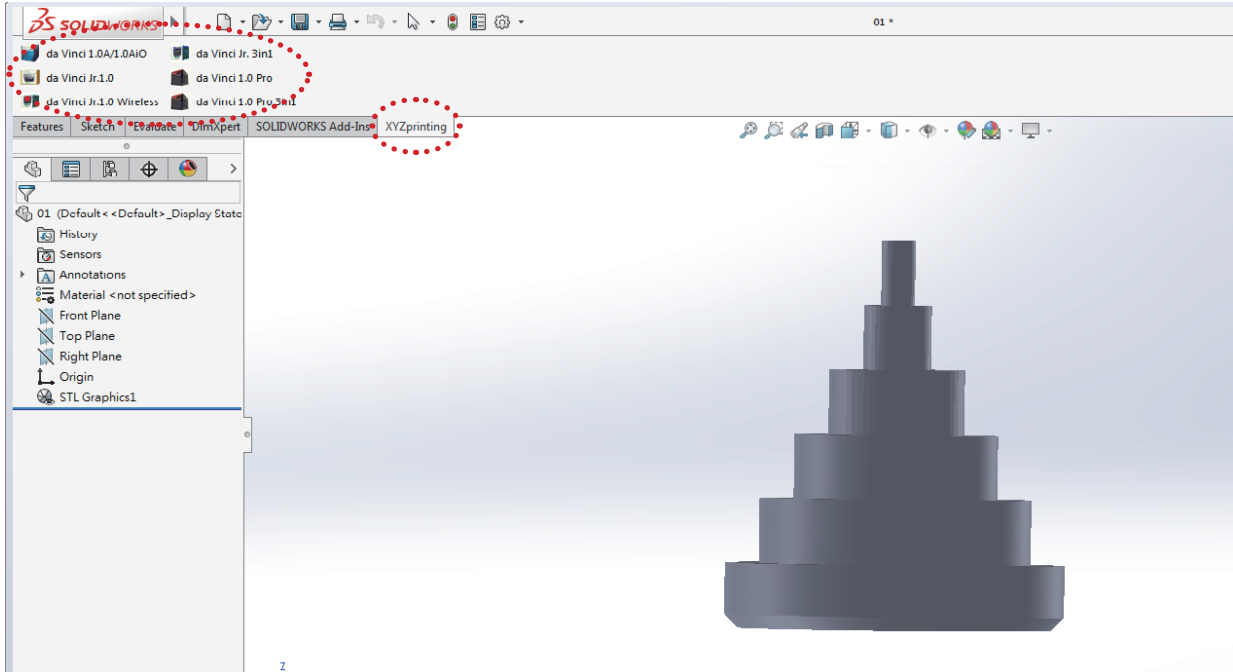 SOLIDWORKS
01 *
da Vinci 1.0A/1.0AiO
da Vinci Jr. 3in1
da Vinci Jr.1.0
da Vinci 1.0 Pro
da Vinci Jr.1.0 Wireless
da Vinci 1.0 Pro 3in1
Features Sketch Evaluate DimXpert SOLIDWORKS Add-Ins XYZprinting
01 (Default<<Default>_Display State
History
Sensors
A Annotations
Material <not specified>
Front Plane
Top Plane
Right Plane
Origin
STL Graphics1
Z